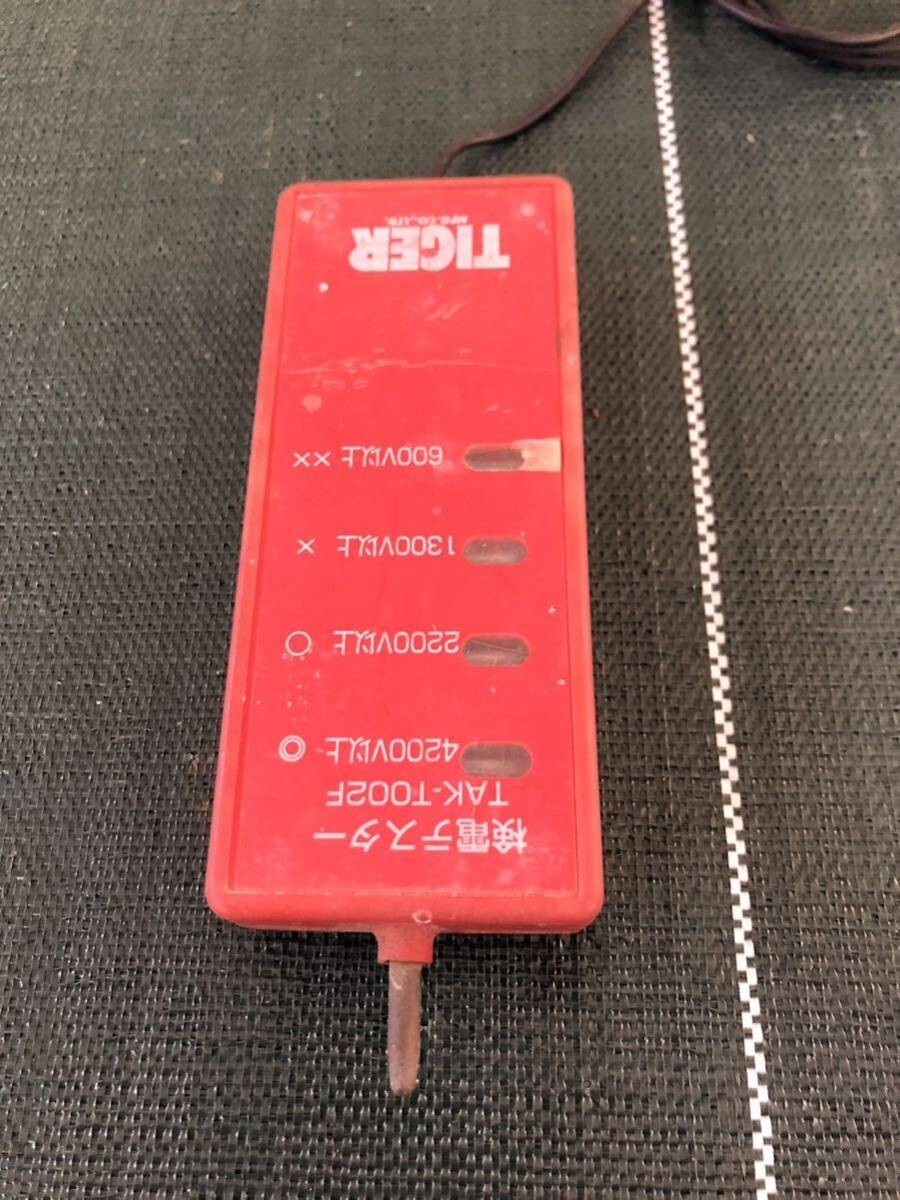 検電テスター
TAK-T002F
4200V以上 ◎
2200V以上 ○
1300V以上 ×
600V以上 ××
TIGER
MFG.CO.,LTD.